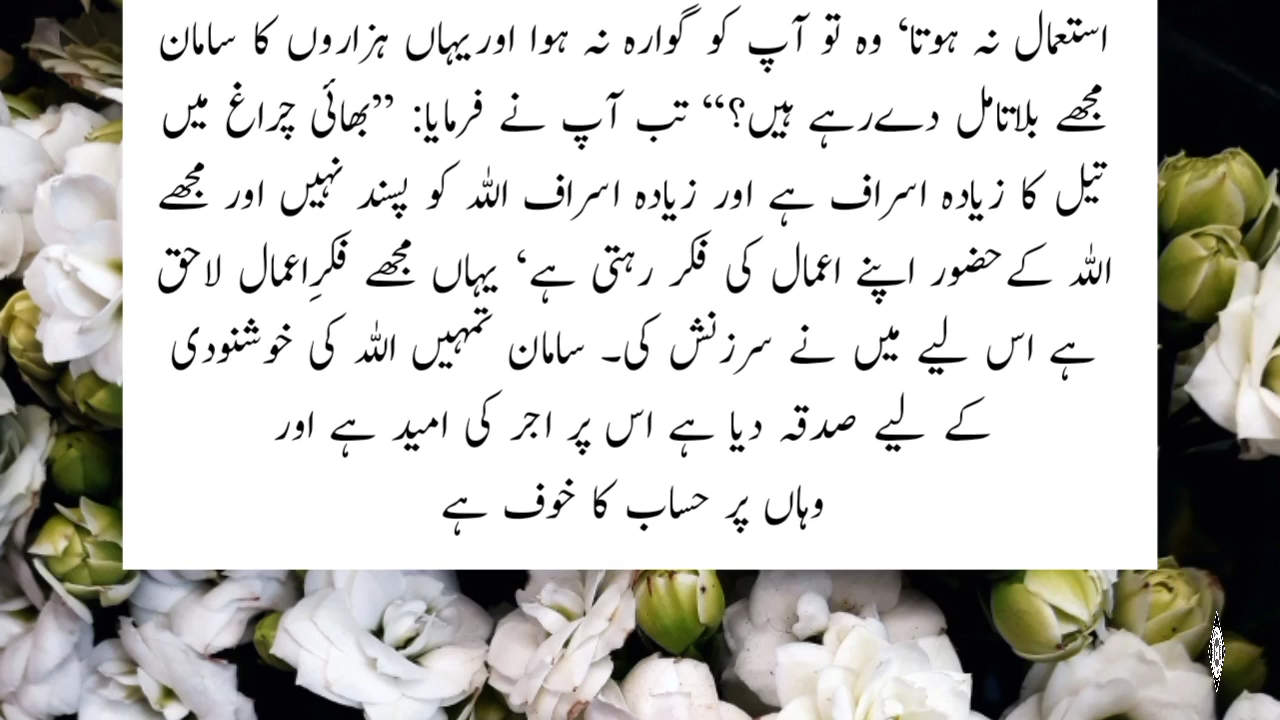 استعمال نہ ہوتا‘ وہ تو آپ کو گوارہ نہ ہوا اور یہاں ہزاروں کا سامان
مجھے بلاتامل دے رہے ہیں؟“ تب آپ نے فرمایا: ”بھائی چراغ میں
تیل کا زیادہ اسراف ہے اور زیادہ اسراف اللہ کو پسند نہیں اور مجھے
اللہ کے حضور اپنے اعمال کی فکر رہتی ہے‘ یہاں مجھے فکرِاعمال لاحق
ہے اس لیے میں نے سرزنش کی۔ سامان تمہیں اللہ کی خوشنودی
کے لیے صدقہ دیا ہے اس پر اجر کی امید ہے اور
وہاں پر حساب کا خوف ہے